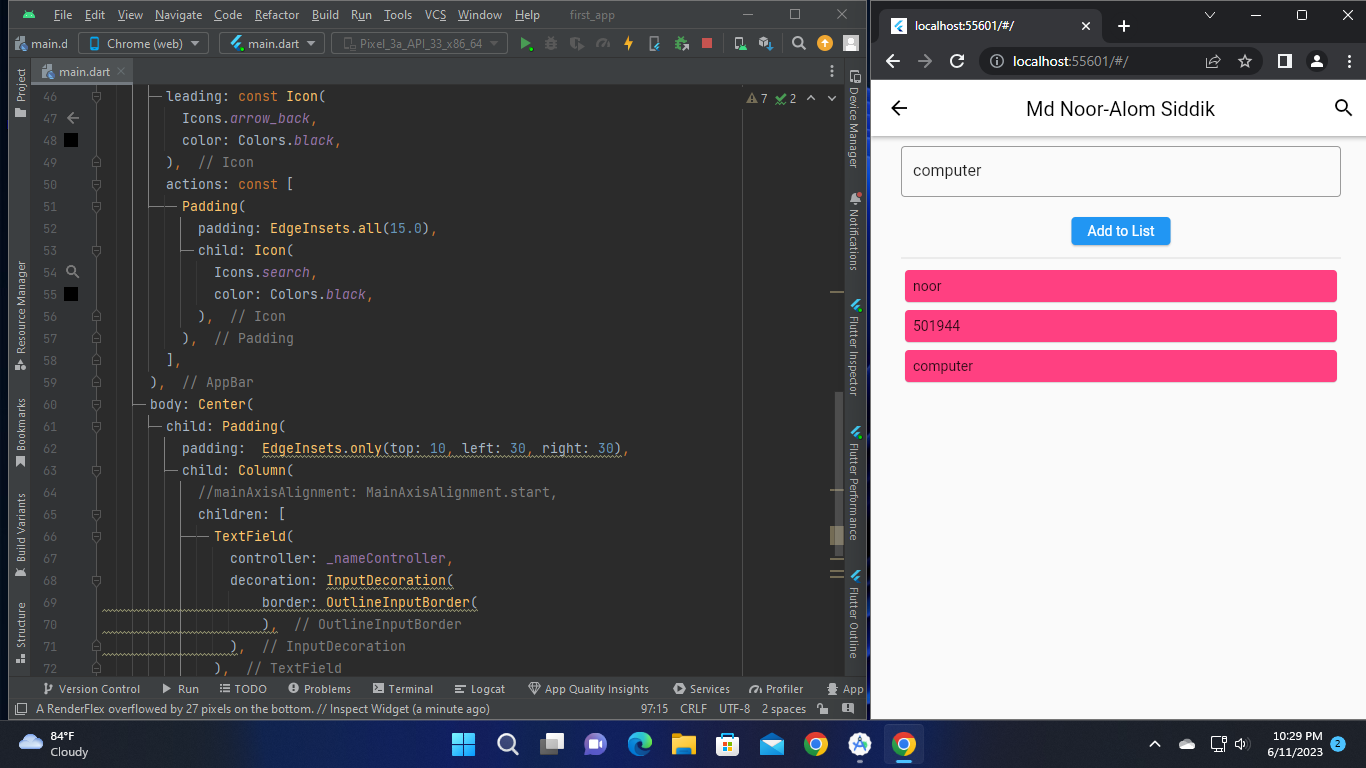 File Edit View Navigate Code Refactor Build Run Tools VCS Window Help first_app
main.d Chrome (web) main.dart Pixel_3a_API_33_x86_64
main.dart
Project
Resource Manager
Bookmarks
Build Variants
Structure
46 leading: const Icon(
47 Icons.arrow_back,
48 color: Colors.black,
49 ), // Icon
50 actions: const [
51 Padding(
52 padding: EdgeInsets.all(15.0),
53 child: Icon(
54 Icons.search,
55 color: Colors.black,
56 ), // Icon
57 ), // Padding
58 ],
59 ), // AppBar
60 body: Center(
61 child: Padding(
62 padding:  EdgeInsets.only(top: 10, left: 30, right: 30),
63 child: Column(
64 //mainAxisAlignment: MainAxisAlignment.start,
65 children: [
66 TextField(
67 controller: _nameController,
68 decoration: InputDecoration(
69 border: OutlineInputBorder(
70 ), // OutlineInputBorder
71 ), // InputDecoration
72 ), // TextField
7 2
Device Manager
Notifications
Flutter Inspector
Flutter Performance
Flutter Outline
Version Control Run TODO Problems Terminal Logcat App Quality Insights Services Profiler App
A RenderFlex overflowed by 27 pixels on the bottom. // Inspect Widget (a minute ago) 97:15 CRLF UTF-8 2 spaces
localhost:55601/#/
localhost:55601/#/
Md Noor-Alom Siddik
computer
Add to List
noor
501944
computer
84°F
Cloudy
10:29 PM
6/11/2023
2